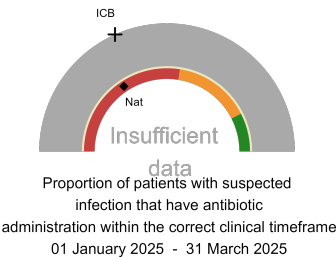 ICB
Nat
Insufficient
data
Proportion of patients with suspected
infection that have antibiotic
administration within the correct clinical timeframe
01 January 2025  -  31 March 2025